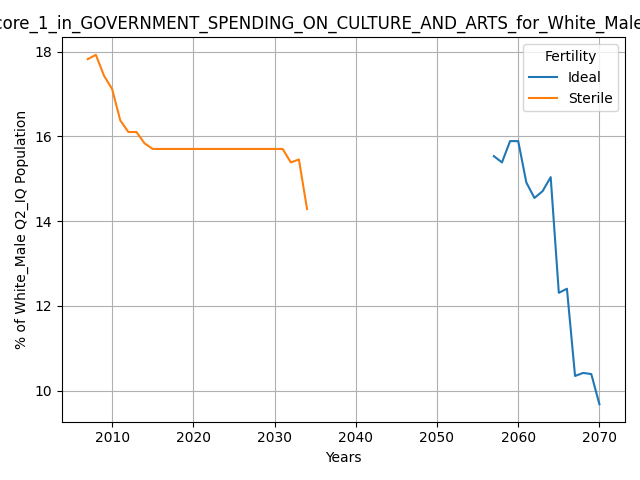 core_1_in_GOVERNMENT_SPENDING_ON_CULTURE_AND_ARTS_for_White_Male
18
16
14
12
10
% of White_Male Q2_IQ Population
Fertility
Ideal
Sterile
2010 2020 2030 2040 2050 2060 2070
Years